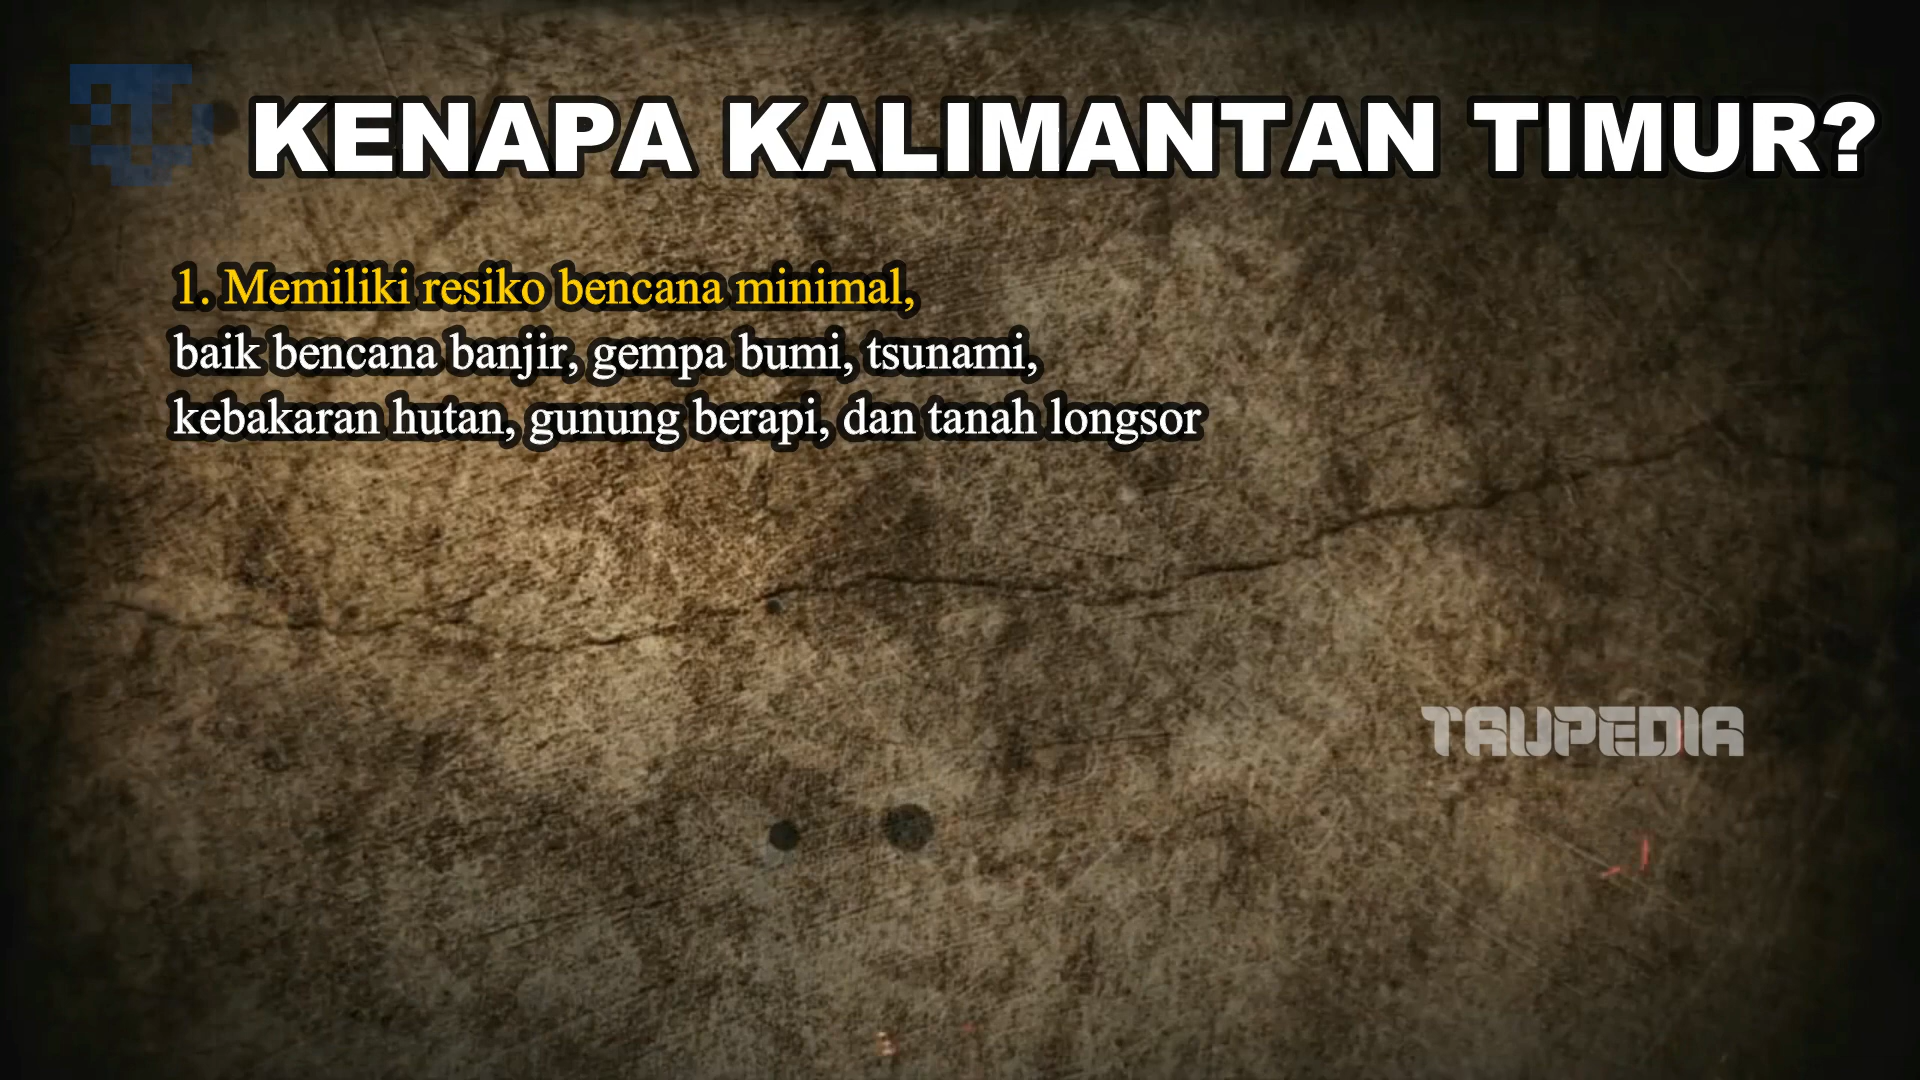 KENAPA KALIMANTAN TIMUR?
1. Memiliki resiko bencana minimal,
baik bencana banjir, gempa bumi, tsunami,
kebakaran hutan, gunung berapi, dan tanah longsor
TAUPEDIA